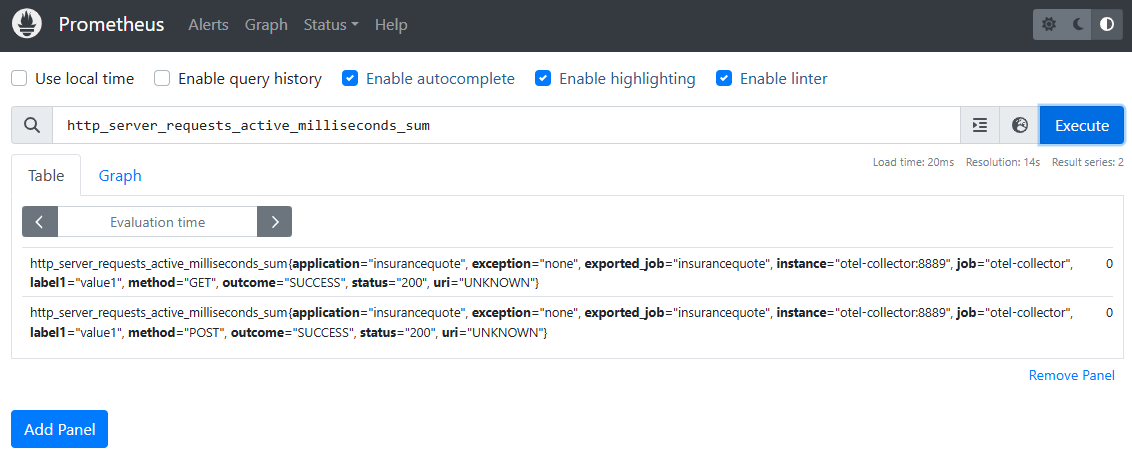 Prometheus Alerts Graph Status Help
Use local time Enable query history Enable autocomplete Enable highlighting Enable linter
http_server_requests_active_milliseconds_sum Execute
Load time: 20ms Resolution: 14s Result series: 2
Table Graph
Evaluation time
http_server_requests_active_milliseconds_sum{application="insurancequote", exception="none", exported_job="insurancequote", instance="otel-collector:8889", job="otel-collector", 0
label1="value1", method="GET", outcome="SUCCESS", status="200", uri="UNKNOWN"}
http_server_requests_active_milliseconds_sum{application="insurancequote", exception="none", exported_job="insurancequote", instance="otel-collector:8889", job="otel-collector", 0
label1="value1", method="POST", outcome="SUCCESS", status="200", uri="UNKNOWN"}
Remove Panel
Add Panel